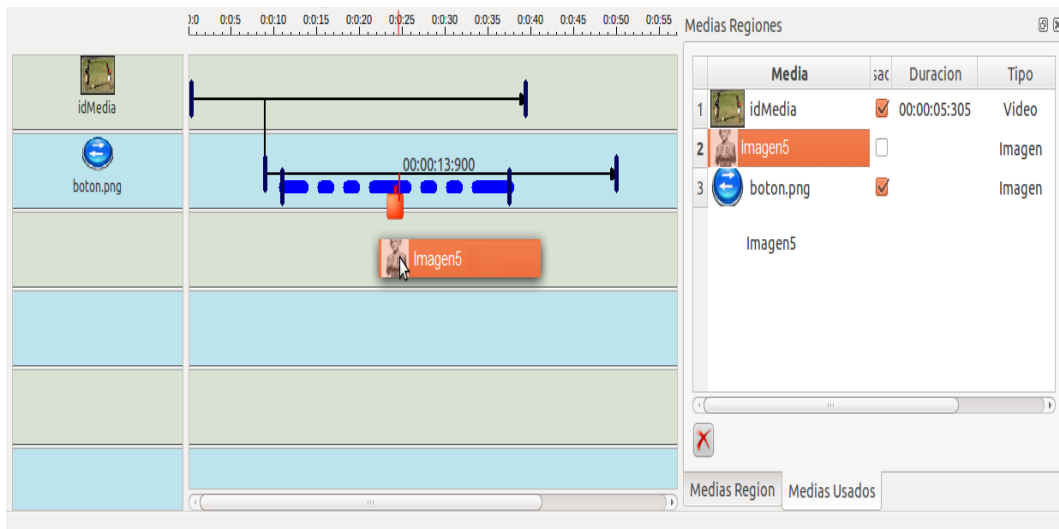 0:0 0:0:5 0:0:10 0:0:15 0:0:20 0:0:25 0:0:30 0:0:35 0:0:40 0:0:45 0:0:50 0:0:55
idMedia
boton.png
00:00:13:900
Imagen5
Medias Regiones
Media sac Duracion Tipo
1 idMedia 00:00:05:305 Video
2 Imagen5 Imagen
3 boton.png Imagen
Imagen5
Medias Region Medias Usados